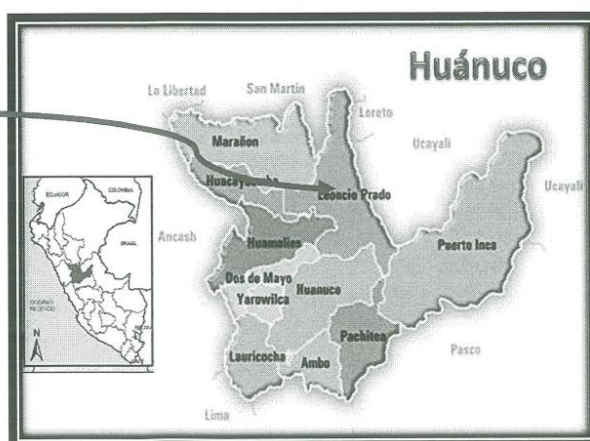 Huánuco
La Libertad
San Martin
Loreto
Ucayali
Marañon
Huacaybamba
Leoncio Prado
Ucayali
Ancash
Huamalies
Puerto Inca
Dos de Mayo
Yarowilca
Huanuco
Pachitea
Lauricocha
Ambo
Pasco
Lima
ECUADOR
COLOMBIA
BRASIL
OCEANO
PACIFICO
N